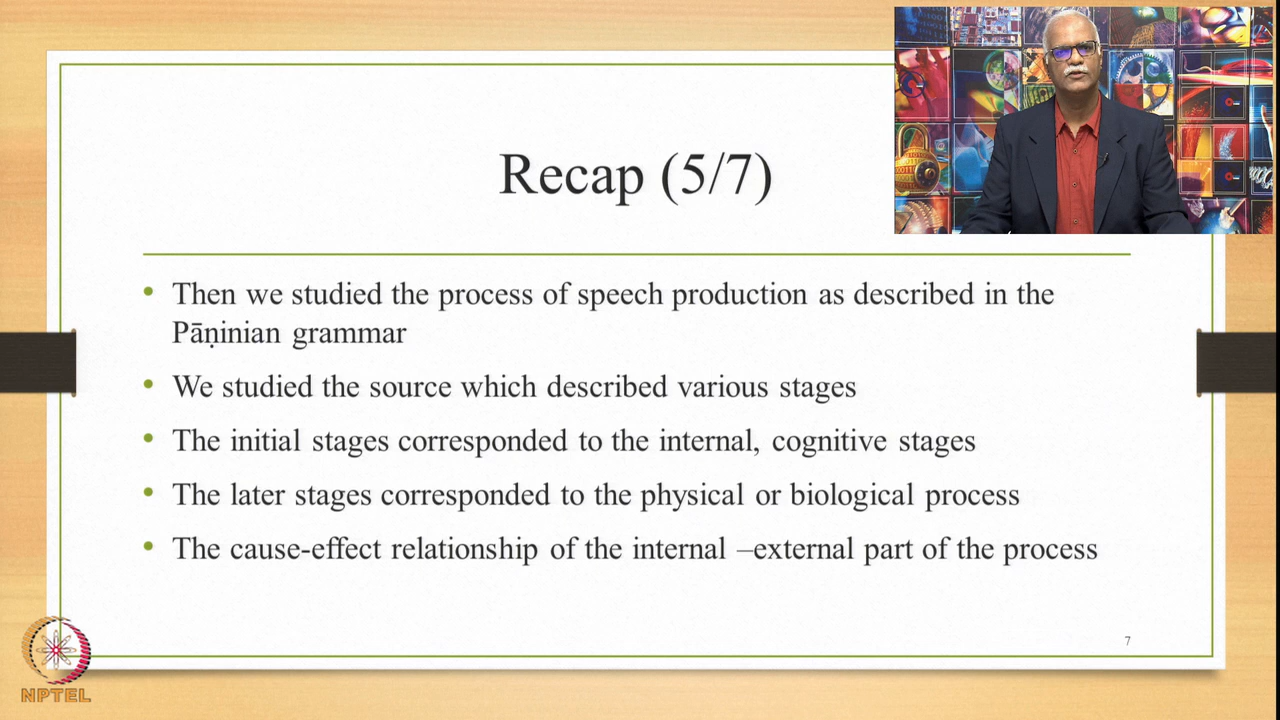 Recap (5/7)
• Then we studied the process of speech production as described in the
Pāṇinian grammar
• We studied the source which described various stages
• The initial stages corresponded to the internal, cognitive stages
• The later stages corresponded to the physical or biological process
• The cause-effect relationship of the internal –external part of the process
7
NPTEL